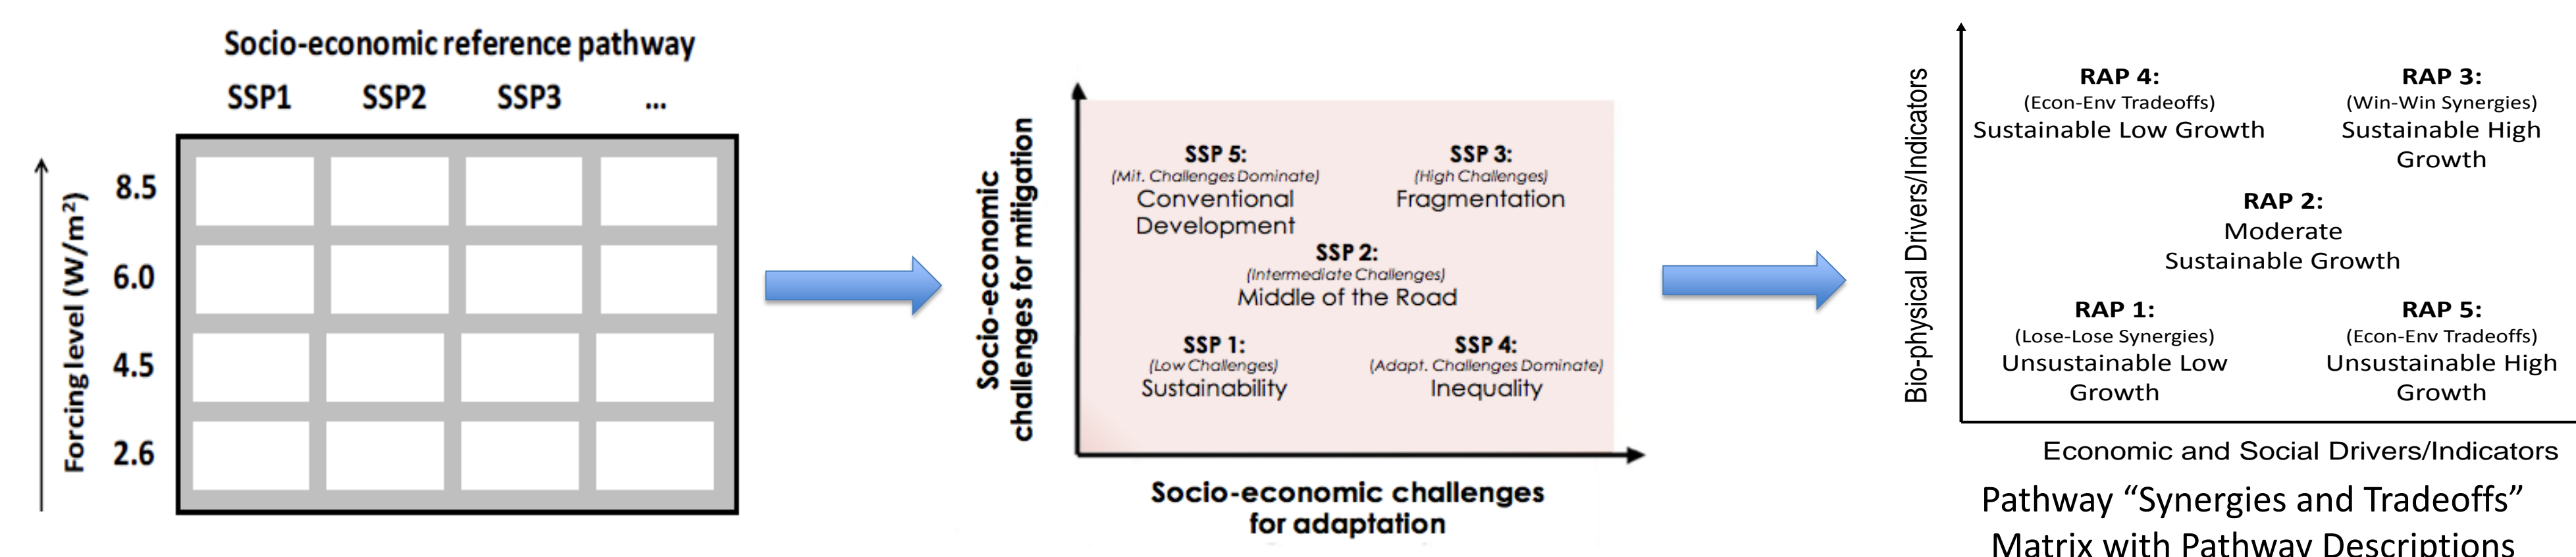 Socio-economic reference pathway
SSP1 SSP2 SSP3 ...
Forcing level (W/m²)
8.5
6.0
4.5
2.6
Socio-economic
challenges for mitigation
SSP 5:
(Mit. Challenges Dominate)
Conventional
Development
SSP 3:
(High Challenges)
Fragmentation
SSP 2:
(Intermediate Challenges)
Middle of the Road
SSP 1:
(Low Challenges)
Sustainability
SSP 4:
(Adapt. Challenges Dominate)
Inequality
Socio-economic challenges
for adaptation
Bio-physical Drivers/Indicators
RAP 4:
(Econ-Env Tradeoffs)
Sustainable Low Growth
RAP 3:
(Win-Win Synergies)
Sustainable High
Growth
RAP 2:
Moderate
Sustainable Growth
RAP 1:
(Lose-Lose Synergies)
Unsustainable Low
Growth
RAP 5:
(Econ-Env Tradeoffs)
Unsustainable High
Growth
Economic and Social Drivers/Indicators
Pathway “Synergies and Tradeoffs”
Matrix with Pathway Descriptions